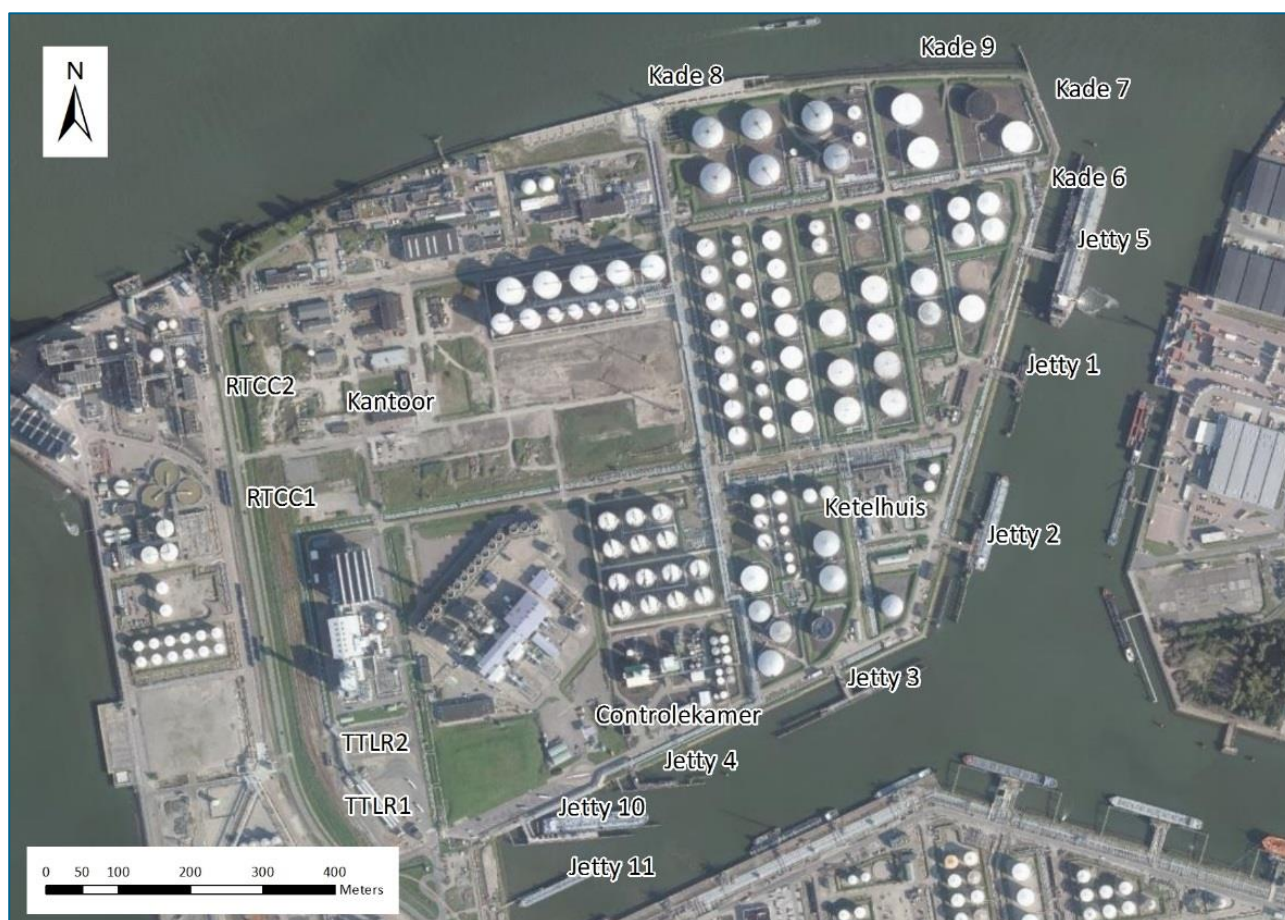 N
Kade 9
Kade 8
Kade 7
Kade 6
Jetty 5
Jetty 1
RTCC2
Kantoor
RTCC1
Ketelhuis
Jetty 2
Jetty 3
Controlekamer
TTLR2
Jetty 4
TTLR1
Jetty 10
Jetty 11
0 50 100 200 300 400
Meters